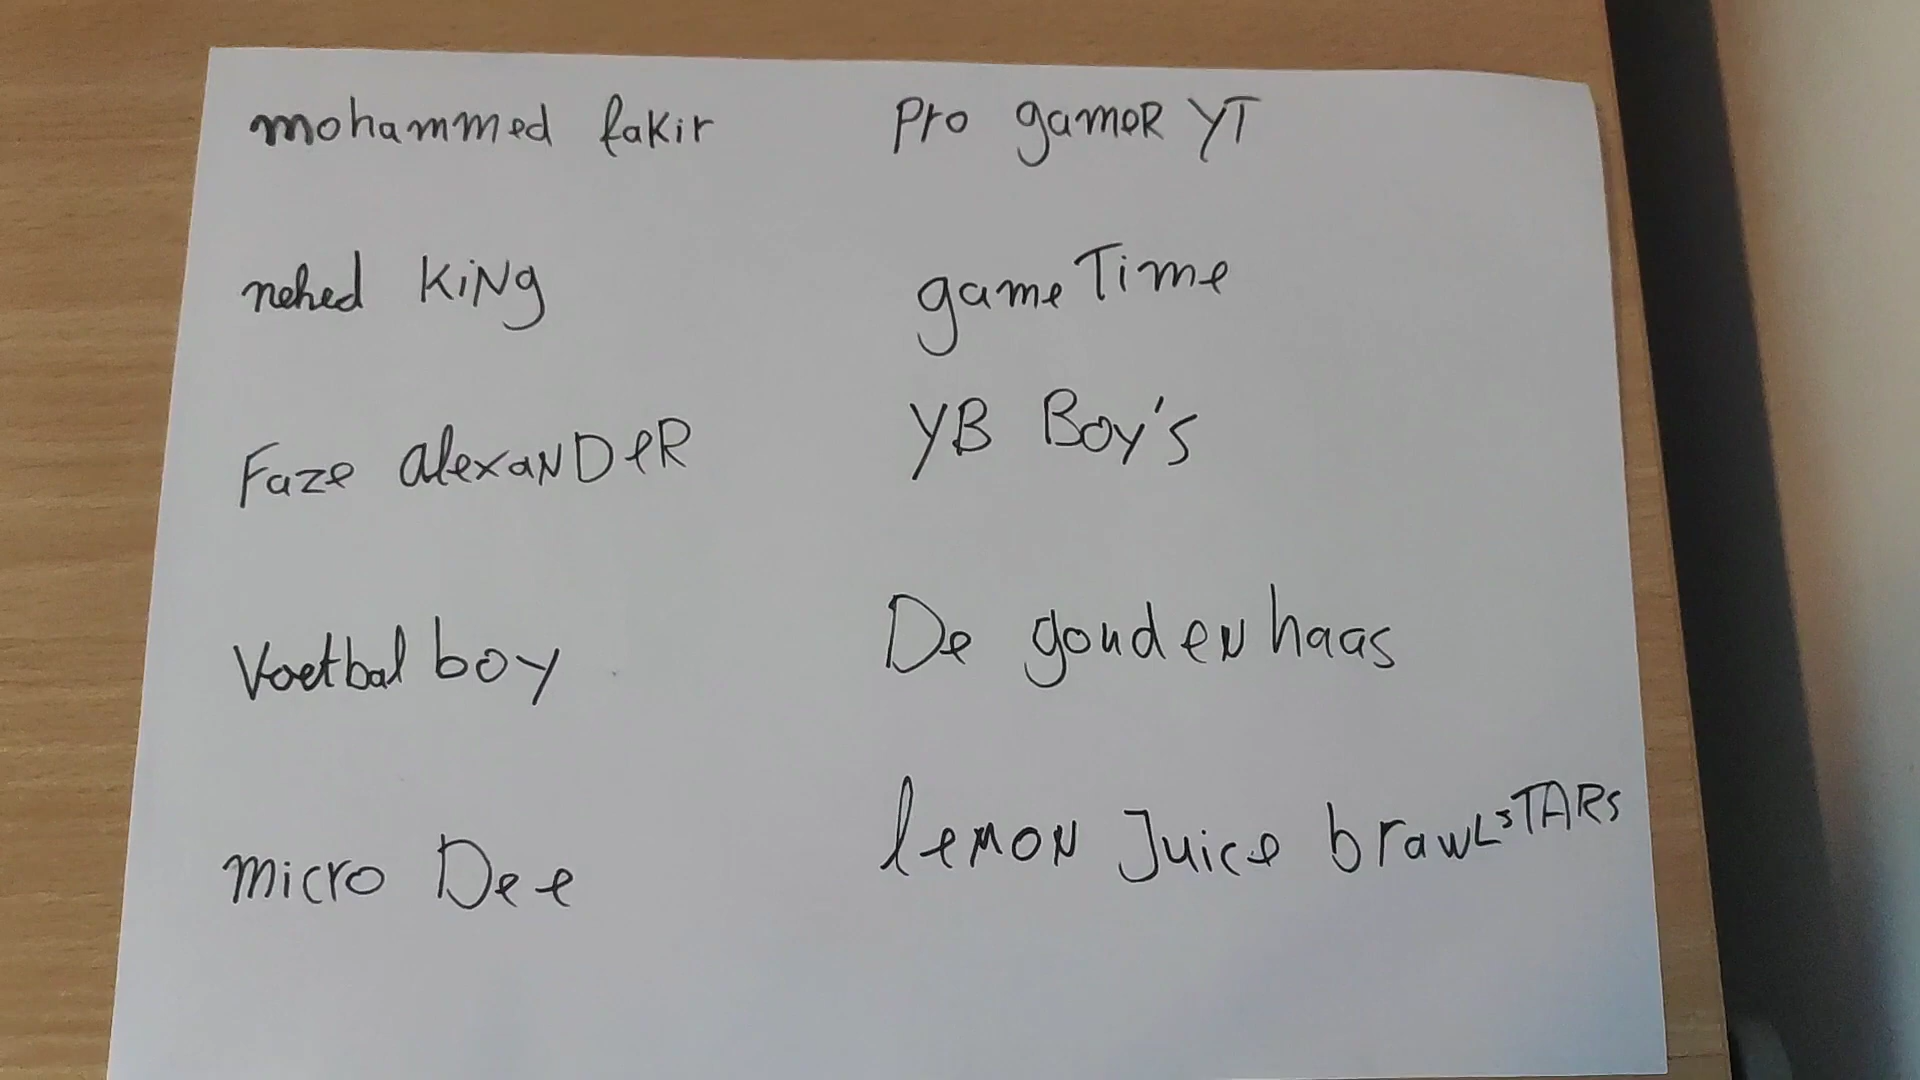 mohammed fakir
nehed KiNg
Faze alexaNDeR
Voetbal boy
micro Dee
Pro gameR YT
game Time
YB Boy's
De gouden haas
lemoN Juice brawLsTARs